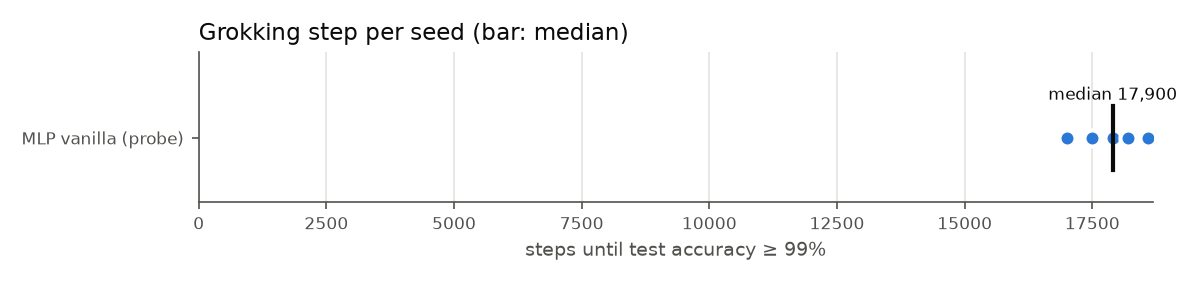 Grokking step per seed (bar: median)
median 17,900
MLP vanilla (probe)
0 2500 5000 7500 10000 12500 15000 17500
steps until test accuracy ≥ 99%